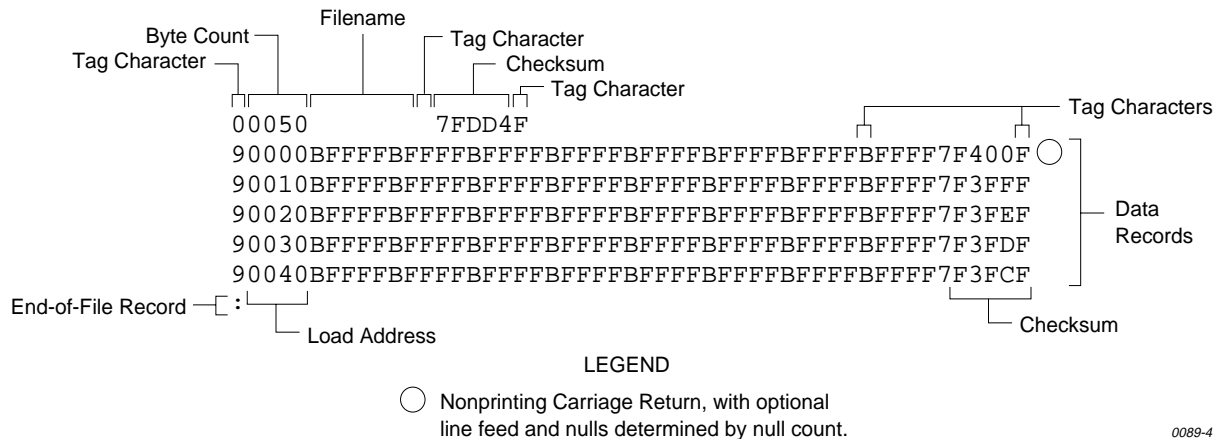 Filename
Byte Count
Tag Character
Tag Character
Checksum
Tag Character
Tag Characters
00050 7FDD4F
90000BFFFFBFFFFBFFFFBFFFFBFFFFBFFFFBFFFFBFFFF7F400F
90010BFFFFBFFFFBFFFFBFFFFBFFFFBFFFFBFFFFBFFFF7F3FFF
90020BFFFFBFFFFBFFFFBFFFFBFFFFBFFFFBFFFFBFFFF7F3FEF
90030BFFFFBFFFFBFFFFBFFFFBFFFFBFFFFBFFFFBFFFF7F3FDF
90040BFFFFBFFFFBFFFFBFFFFBFFFFBFFFFBFFFFBFFFF7F3FCF
Data
Records
End-of-File Record :
Load Address
Checksum
LEGEND
Nonprinting Carriage Return, with optional
line feed and nulls determined by null count.
0089-4